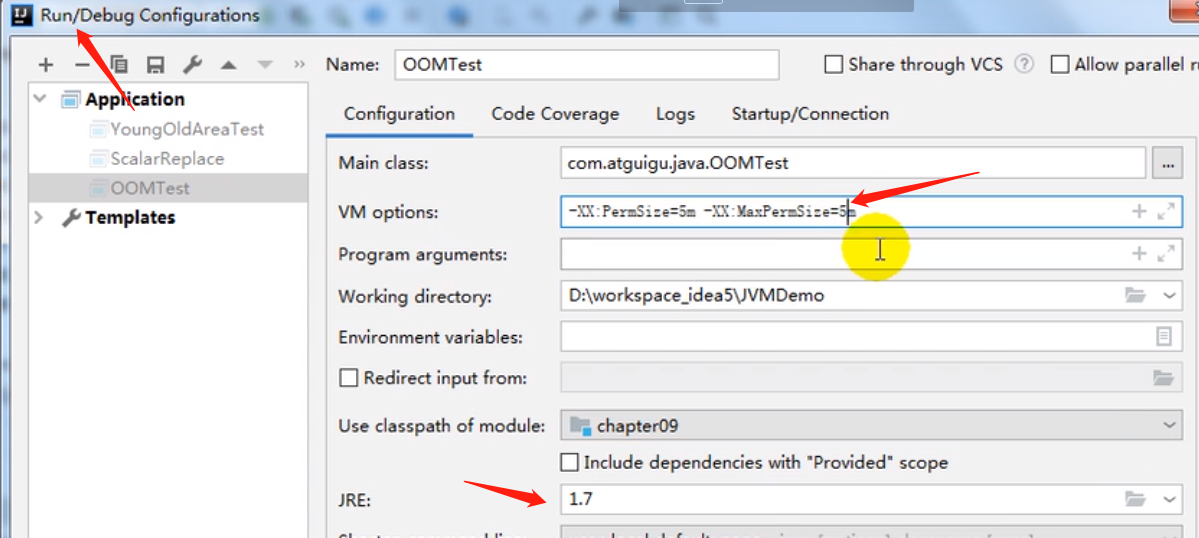 Run/Debug Configurations
Name: OOMTest Share through VCS ? Allow parallel
Application
YoungOldAreaTest
ScalarReplace
OOMTest
Templates
Configuration Code Coverage Logs Startup/Connection
Main class: com.atguigu.java.OOMTest ...
VM options: -XX:PermSize=5m -XX:MaxPermSize=5m
Program arguments:
Working directory: D:\workspace_idea5\JVMDemo
Environment variables:
Redirect input from:
Use classpath of module: chapter09
Include dependencies with "Provided" scope
JRE: 1.7